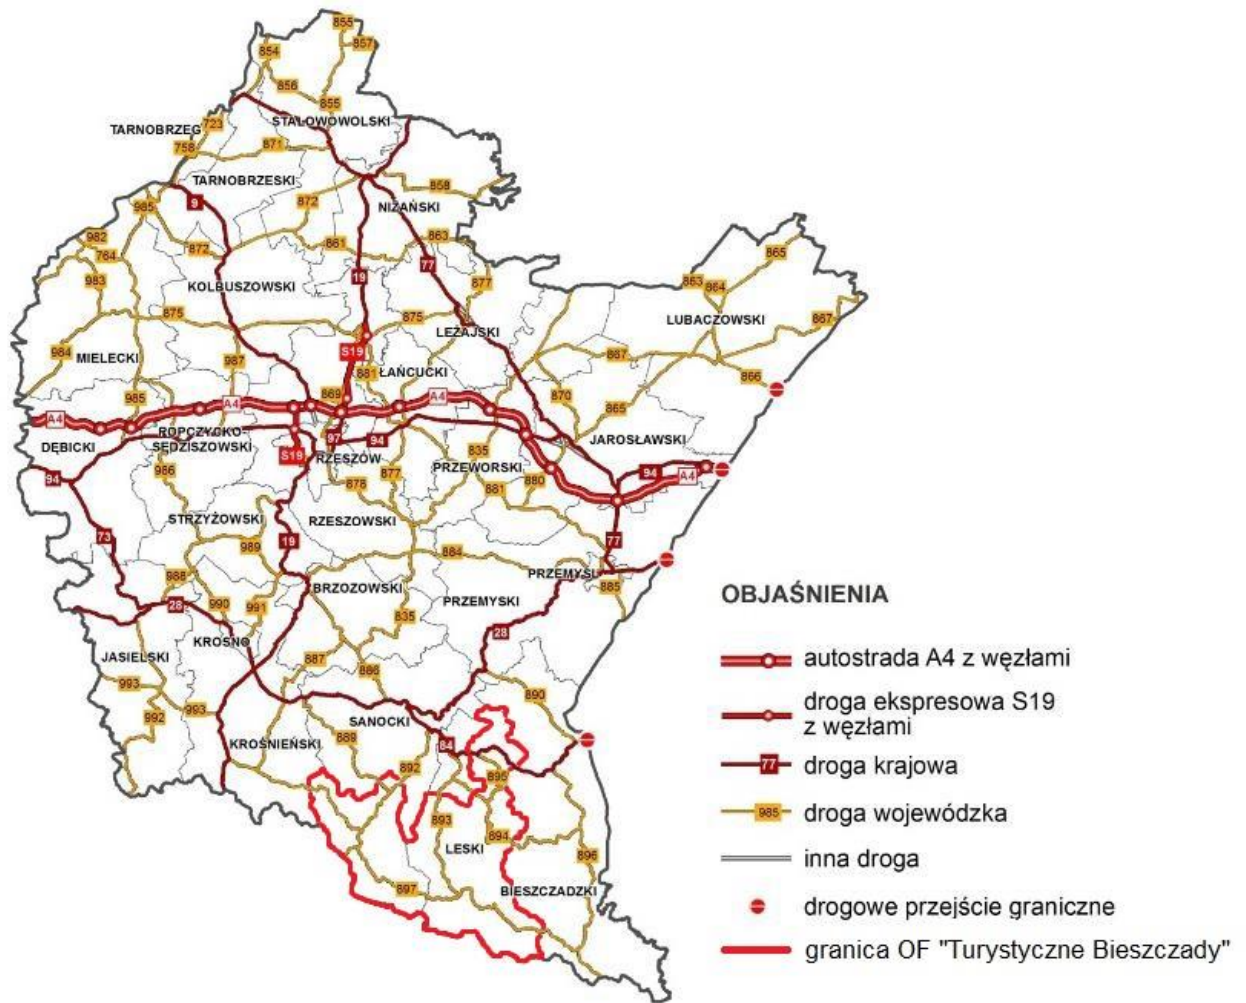 855
857
854
856
855
STALOWOWOLSKI
723
TARNOBRZEG
871
758
TARNOBRZESKI
858
9
872
NIŻAŃSKI
985
982
872
861
863
764
77
865
983
19
877
863
864
KOLBUSZOWSKI
875
875
LUBACZOWSKI
867
LEŻAJSKI
984
MIELECKI
987
S19
867
881
ŁAŃCUCKI
866
985
869
A4
870
A4
A4
865
ROPCZYCKO-
SĘDZISZOWSKI
DĘBICKI
97
94
JAROSŁAWSKI
S19
RZESZÓW
835
PRZEWORSKI
94
986
877
94
A4
878
881
880
STRZYŻOWSKI
RZESZOWSKI
73
989
19
77
884
988
BRZOZOWSKI
PRZEMYŚL
885
990
991
PRZEMYSKI
28
835
28
KROSNO
JASIELSKI
887
886
993
890
992
993
SANOCKI
KROŚNIEŃSKI
889
84
892
895
893
894
LESKI
896
897
BIESZCZADZKI
OBJAŚNIENIA
autostrada A4 z węzłami
droga ekspresowa S19
z węzłami
77 droga krajowa
985 droga wojewódzka
inna droga
drogowe przejście graniczne
granica OF "Turystyczne Bieszczady"